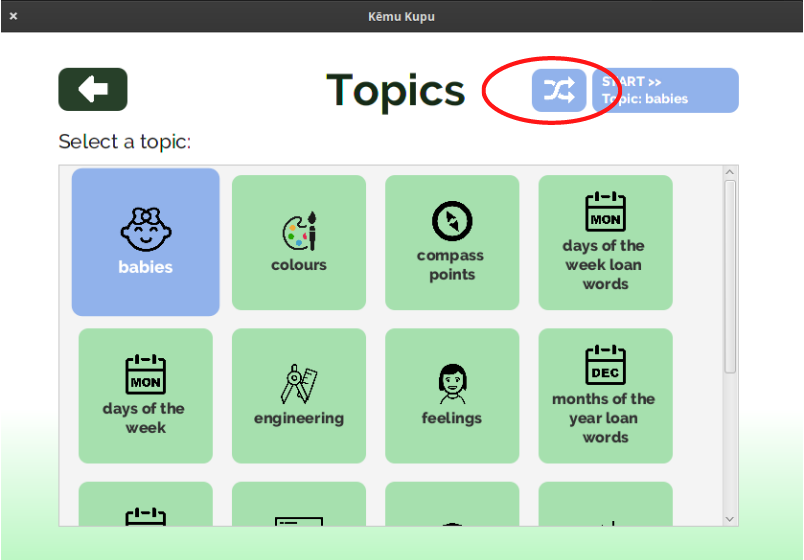 Kēmu Kupu
Topics
START >>
Topic: babies
Select a topic:
babies
colours
compass
points
MON
days of the
week loan
words
MON
days of the
week
engineering
feelings
DEC
months of the
year loan
words